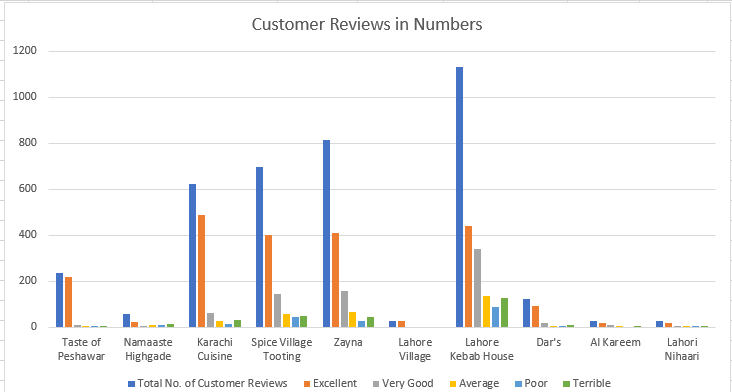 Customer Reviews in Numbers
1200
1000
800
600
400
200
0
Taste of
Peshawar
Namaaste
Highgade
Karachi
Cuisine
Spice Village
Tooting
Zayna
Lahore
Village
Lahore
Kebab House
Dar's
Al Kareem
Lahori
Nihaari
Total No. of Customer Reviews
Excellent
Very Good
Average
Poor
Terrible